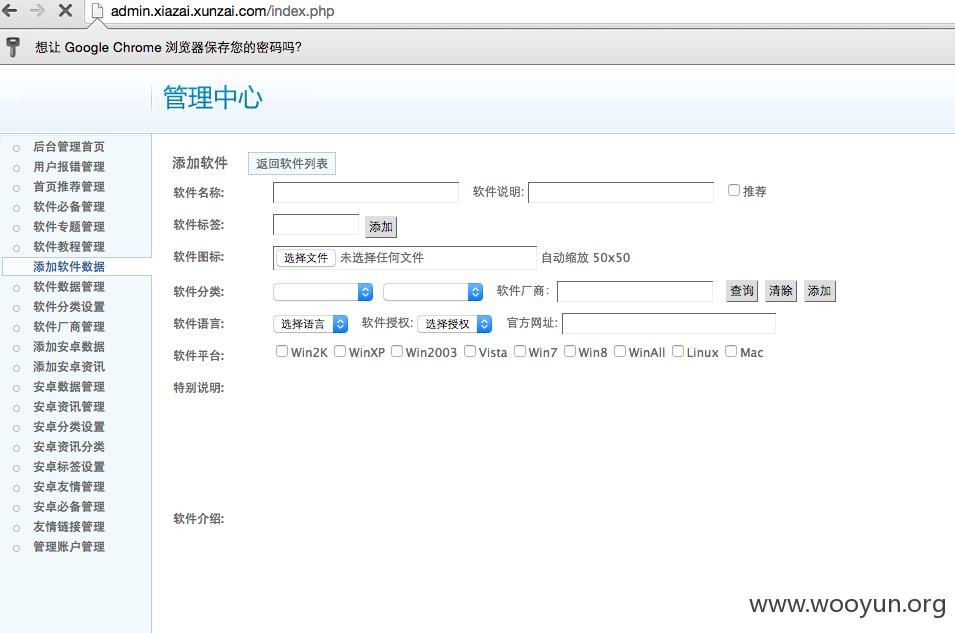 admin.xiazai.xunzai.com/index.php
想让 Google Chrome 浏览器保存您的密码吗?
管理中心
后台管理首页
用户报错管理
首页推荐管理
软件必备管理
软件专题管理
软件教程管理
添加软件数据
软件数据管理
软件分类设置
软件厂商管理
添加安卓数据
添加安卓资讯
安卓数据管理
安卓资讯管理
安卓分类设置
安卓资讯分类
安卓标签设置
安卓友情管理
安卓必备管理
友情链接管理
管理账户管理
添加软件 返回软件列表
软件名称: 软件说明: 推荐
软件标签: 添加
软件图标: 选择文件 未选择任何文件 自动缩放 50x50
软件分类: 软件厂商: 查询 清除 添加
软件语言: 选择语言 软件授权: 选择授权 官方网址:
软件平台: Win2K WinXP Win2003 Vista Win7 Win8 WinAll Linux Mac
特别说明:
软件介绍:
www.wooyun.org